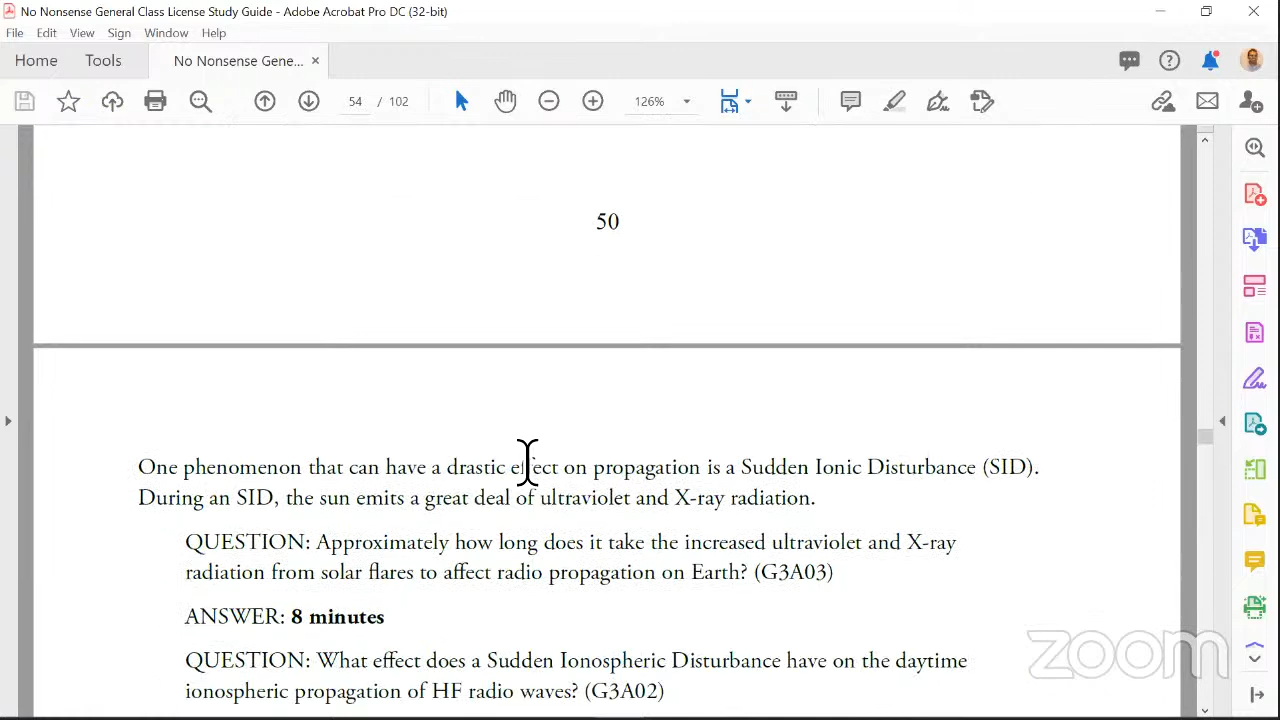 No Nonsense General Class License Study Guide - Adobe Acrobat Pro DC (32-bit)
File Edit View Sign Window Help
Home Tools No Nonsense Gene... ×
54 / 102 126%
50
One phenomenon that can have a drastic effect on propagation is a Sudden Ionic Disturbance (SID).
During an SID, the sun emits a great deal of ultraviolet and X-ray radiation.
QUESTION: Approximately how long does it take the increased ultraviolet and X-ray
radiation from solar flares to affect radio propagation on Earth? (G3A03)
ANSWER: 8 minutes
QUESTION: What effect does a Sudden Ionospheric Disturbance have on the daytime
ionospheric propagation of HF radio waves? (G3A02)
zoom